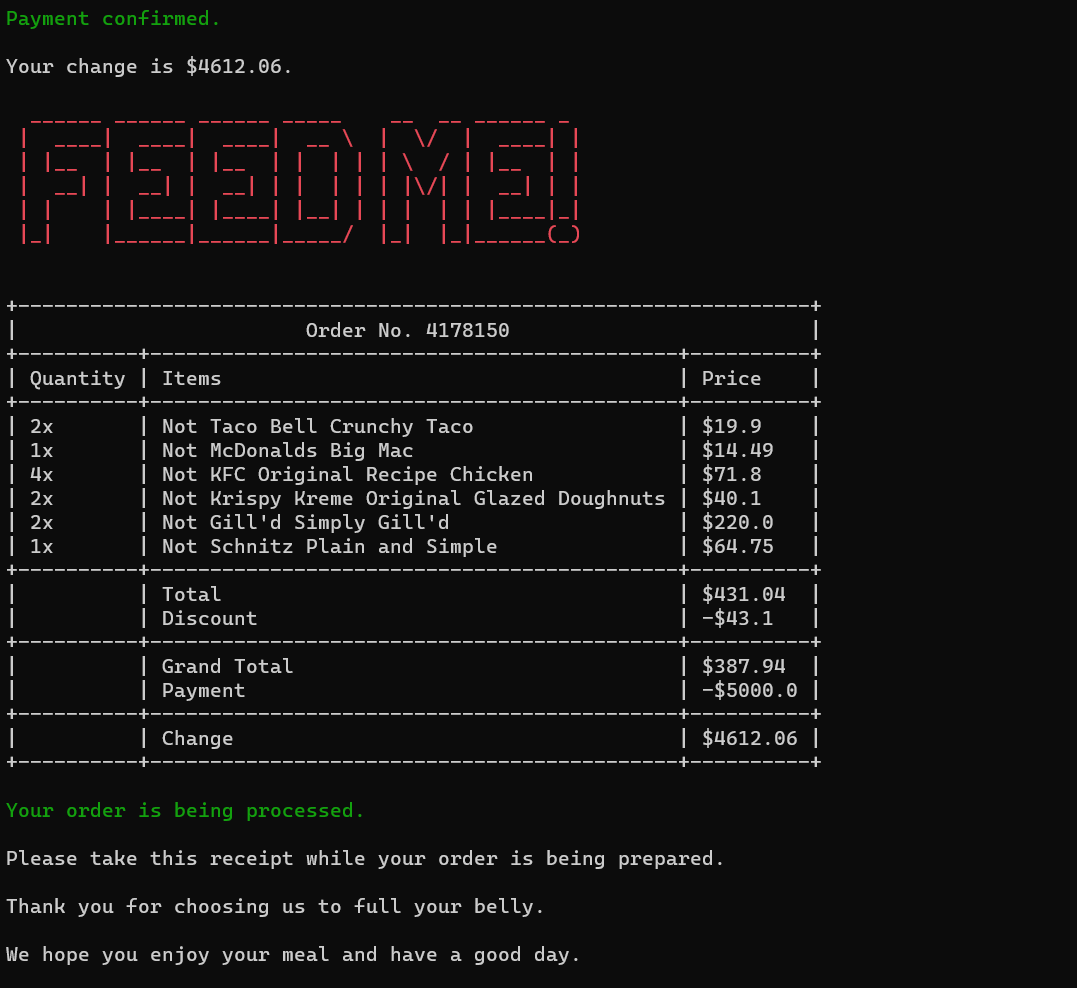 Payment confirmed.
Your change is $4612.06.
FEED ME!
Order No. 4178150
Quantity | Items | Price
2x | Not Taco Bell Crunchy Taco | $19.9
1x | Not McDonalds Big Mac | $14.49
4x | Not KFC Original Recipe Chicken | $71.8
2x | Not Krispy Kreme Original Glazed Doughnuts | $40.1
2x | Not Gill'd Simply Gill'd | $220.0
1x | Not Schnitz Plain and Simple | $64.75
Total | $431.04
Discount | -$43.1
Grand Total | $387.94
Payment | -$5000.0
Change | $4612.06
Your order is being processed.
Please take this receipt while your order is being prepared.
Thank you for choosing us to full your belly.
We hope you enjoy your meal and have a good day.